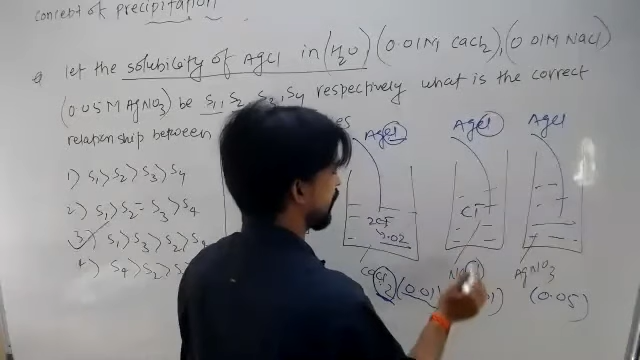 concept of precipitation
Q let the solubility of AgCl in (H2O) (0.01M CaCl2), (0.01M NaCl)
(0.05 M AgNO3) be S1, S2, S3, S4 respectively what is the correct
relationship between
1) S1 > S2 > S3 > S4
2) S1 > S2 = S3 > S4
3) S1 > S3 > S2 > S4
4) S4 > S2 >
AgCl AgCl AgCl
2Cl-
0.02
Cl-
CaCl2 AgNO3
(0.01 (0.05)